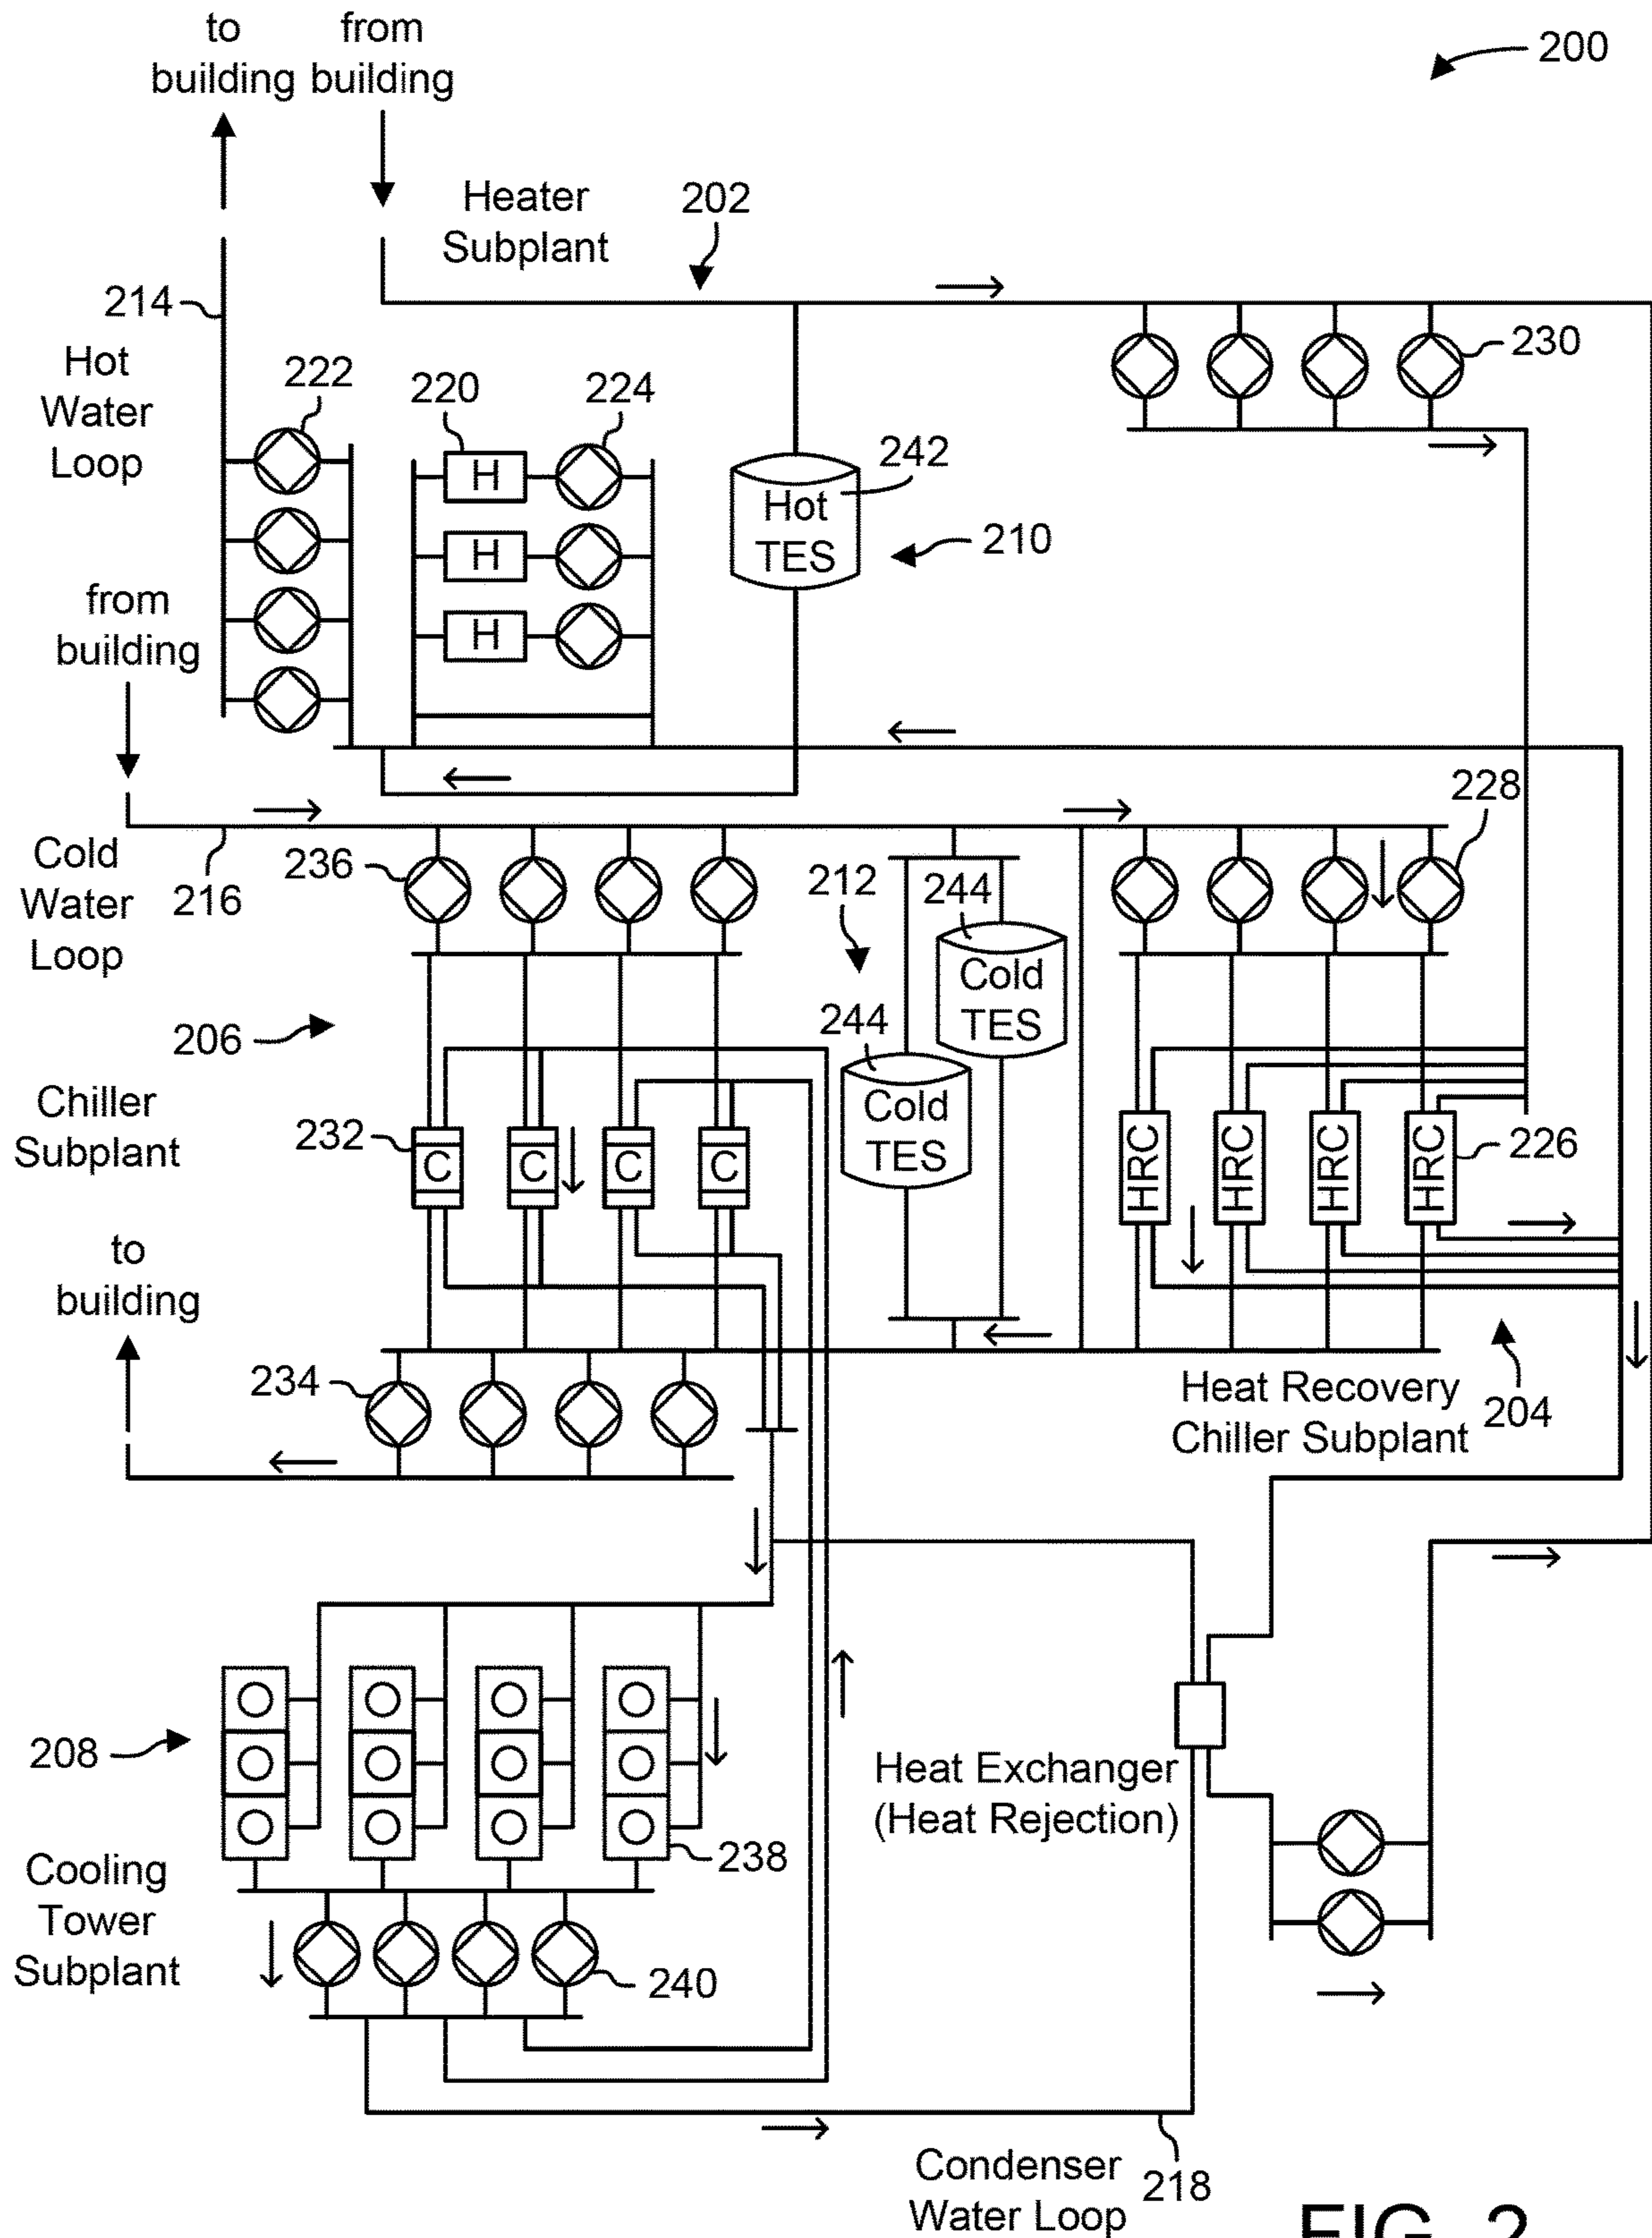 to
building
from
building
200
Heater
Subplant
202
214
Hot
Water
Loop
222
220
224
230
H
H
H
Hot
TES
242
210
from
building
228
Cold
Water
Loop
216
236
212
244
Cold
TES
244
Cold
TES
206
Chiller
Subplant
232
C
C
C
C
HRC
HRC
HRC
HRC
226
to
building
234
Heat Recovery
Chiller Subplant
204
208
Heat Exchanger
(Heat Rejection)
238
Cooling
Tower
Subplant
240
Condenser
Water Loop
218
FIG. 2